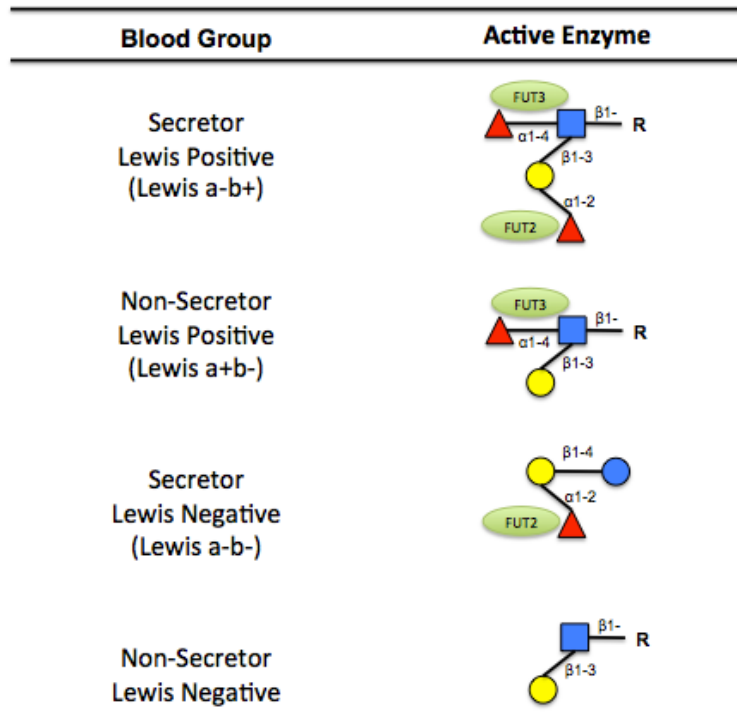 Blood Group Active Enzyme
FUT3
β1-
R
α1-4
Secretor
Lewis Positive
(Lewis a-b+)
β1-3
α1-2
FUT2
Non-Secretor
Lewis Positive
(Lewis a+b-)
FUT3
β1-
R
α1-4
β1-3
Secretor
Lewis Negative
(Lewis a-b-)
β1-4
α1-2
FUT2
Non-Secretor
Lewis Negative
β1-
R
β1-3